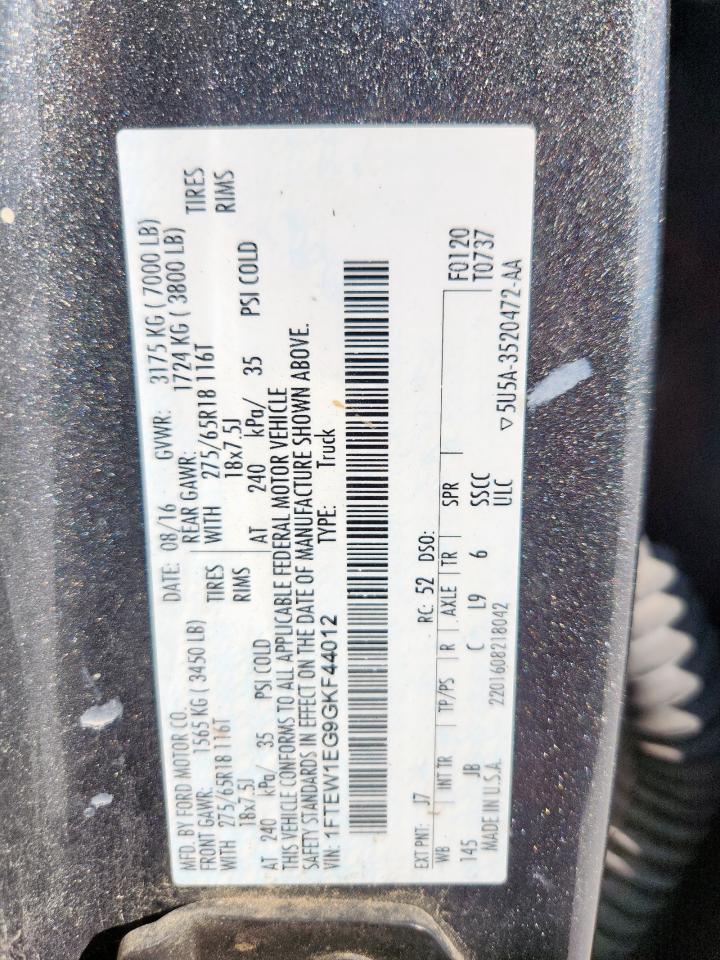 MFD. BY FORD MOTOR CO.
DATE: 08/16 GVWR: 3175 KG ( 7000 LB)
FRONT GAWR: 1565 KG ( 3450 LB) REAR GAWR: 1724 KG ( 3800 LB)
WITH 275/65R18 116T TIRES WITH 275/65R18 116T TIRES
18x7.5J RIMS 18x7.5J RIMS
AT 240 kPa/ 35 PSI COLD AT 240 kPa/ 35 PSI COLD
THIS VEHICLE CONFORMS TO ALL APPLICABLE FEDERAL MOTOR VEHICLE
SAFETY STANDARDS IN EFFECT ON THE DATE OF MANUFACTURE SHOWN ABOVE.
VIN: 1FTEW1EG9GKF44012 TYPE: Truck
EXT PNT: J7 RC: 52 DSO: F0120
WB INT TR TP/PS R AXLE TR SPR T0737
145 JB C L9 6 SSCC
MADE IN U.S.A. 2201608218042 ULC ▽5U5A-3520472-AA